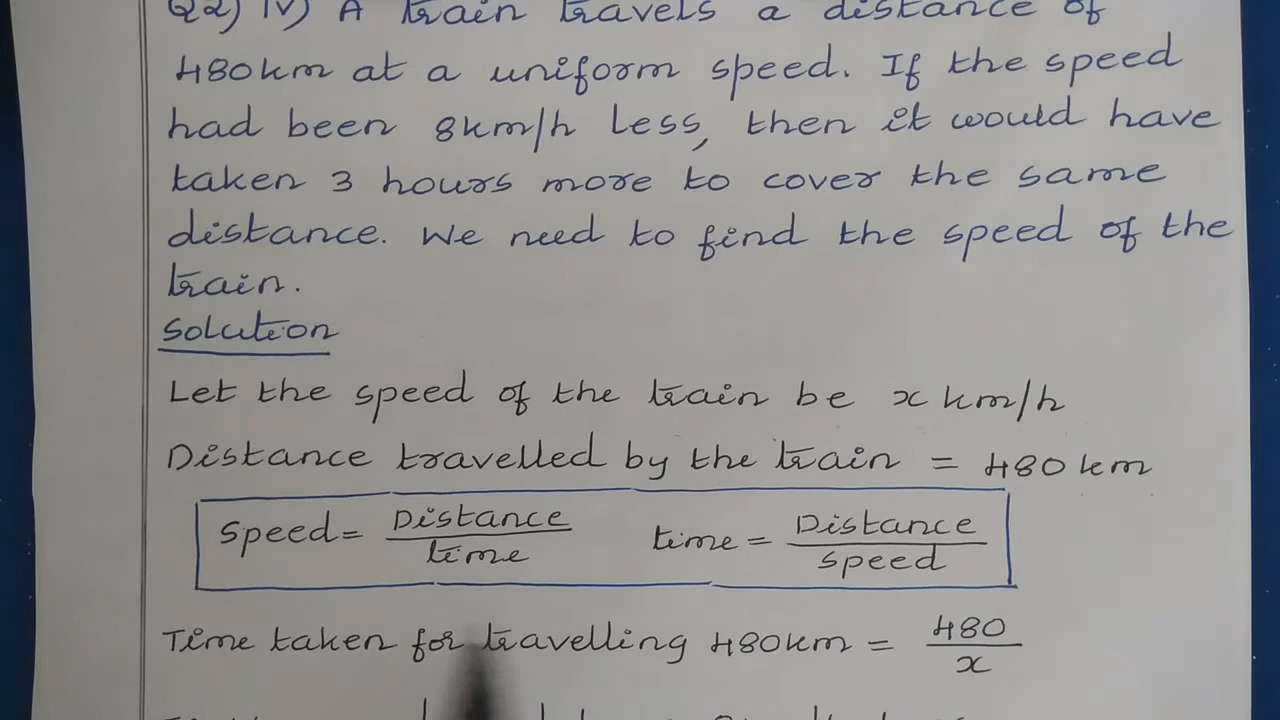 Q2) iv) A train travels a distance of
480km at a uniform speed. If the speed
had been 8km/h less, then it would have
taken 3 hours more to cover the same
distance. We need to find the speed of the
train.
Solution
Let the speed of the train be x km/h
Distance travelled by the train = 480 km
speed = Distance / time    time = Distance / speed
Time taken for travelling 480km = 480 / x